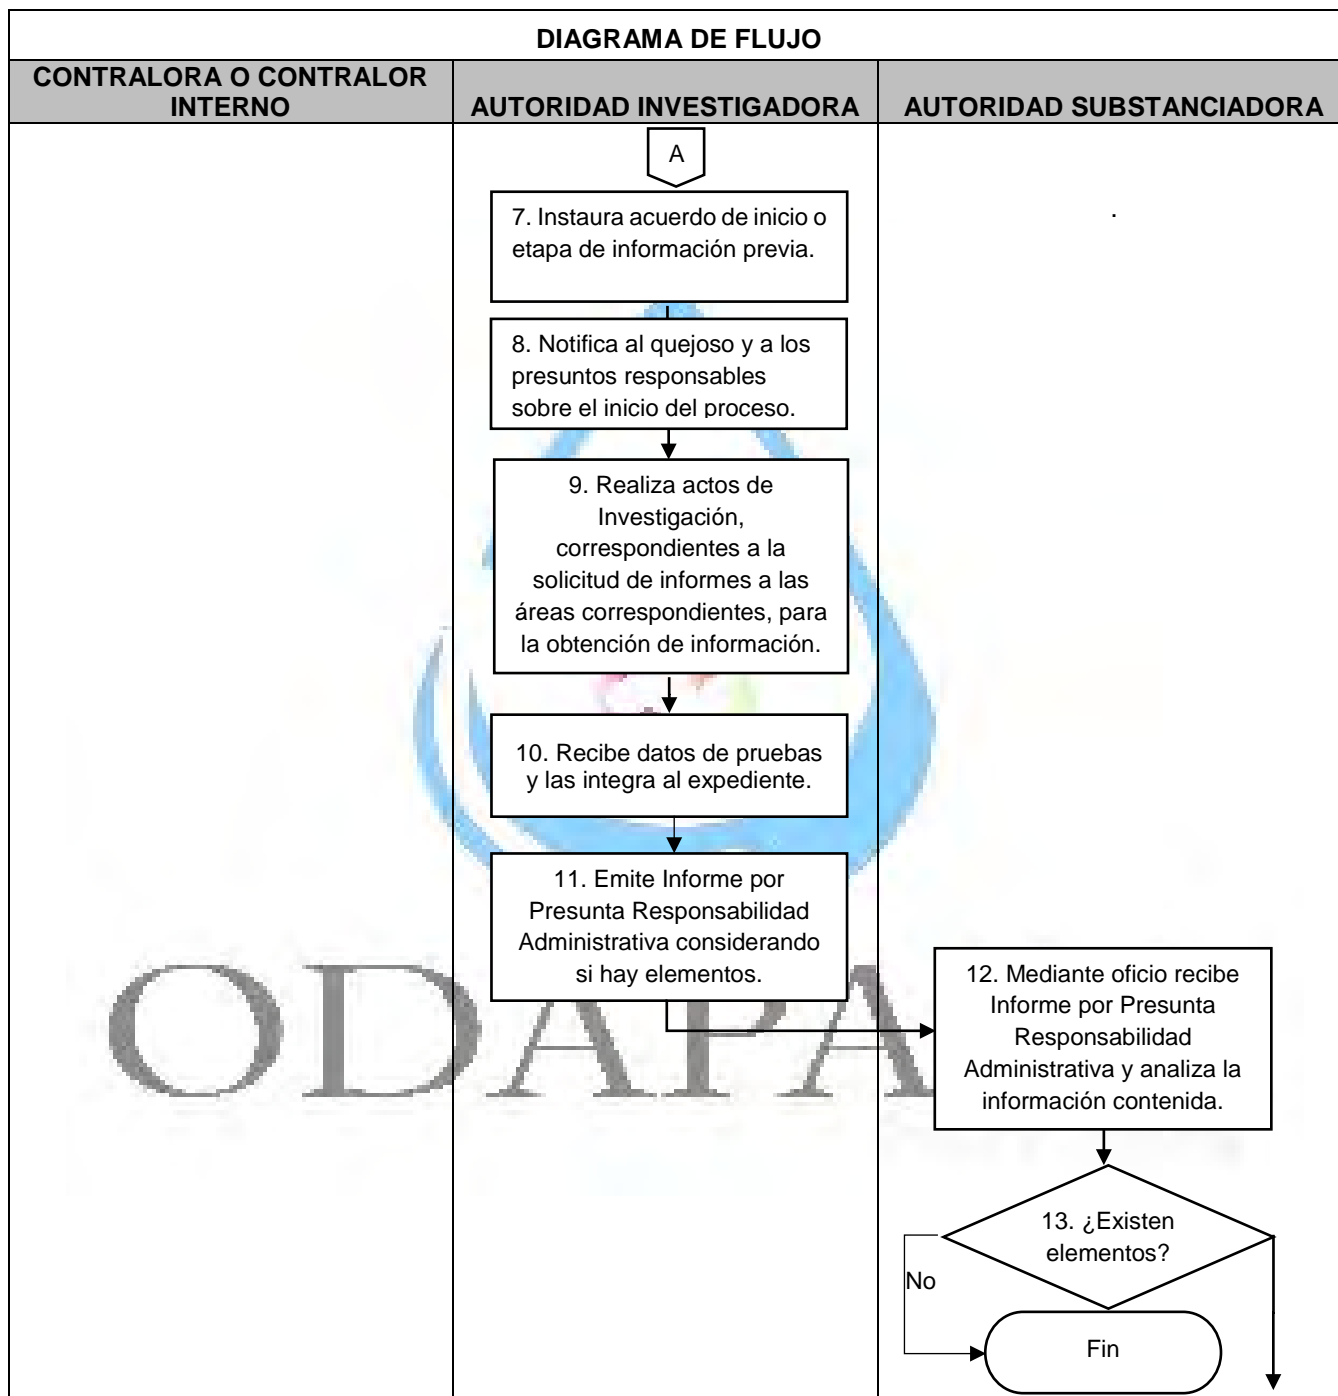 DIAGRAMA DE FLUJO
CONTRALORA O CONTRALOR
INTERNO
AUTORIDAD INVESTIGADORA
AUTORIDAD SUBSTANCIADORA
A
7. Instaura acuerdo de inicio o
etapa de información previa.
.
8. Notifica al quejoso y a los
presuntos responsables
sobre el inicio del proceso.
9. Realiza actos de
Investigación,
correspondientes a la
solicitud de informes a las
áreas correspondientes, para
la obtención de información.
10. Recibe datos de pruebas
y las integra al expediente.
11. Emite Informe por
Presunta Responsabilidad
Administrativa considerando
si hay elementos.
12. Mediante oficio recibe
Informe por Presunta
Responsabilidad
Administrativa y analiza la
información contenida.
ODAPA
13. ¿Existen
elementos?
No
Fin